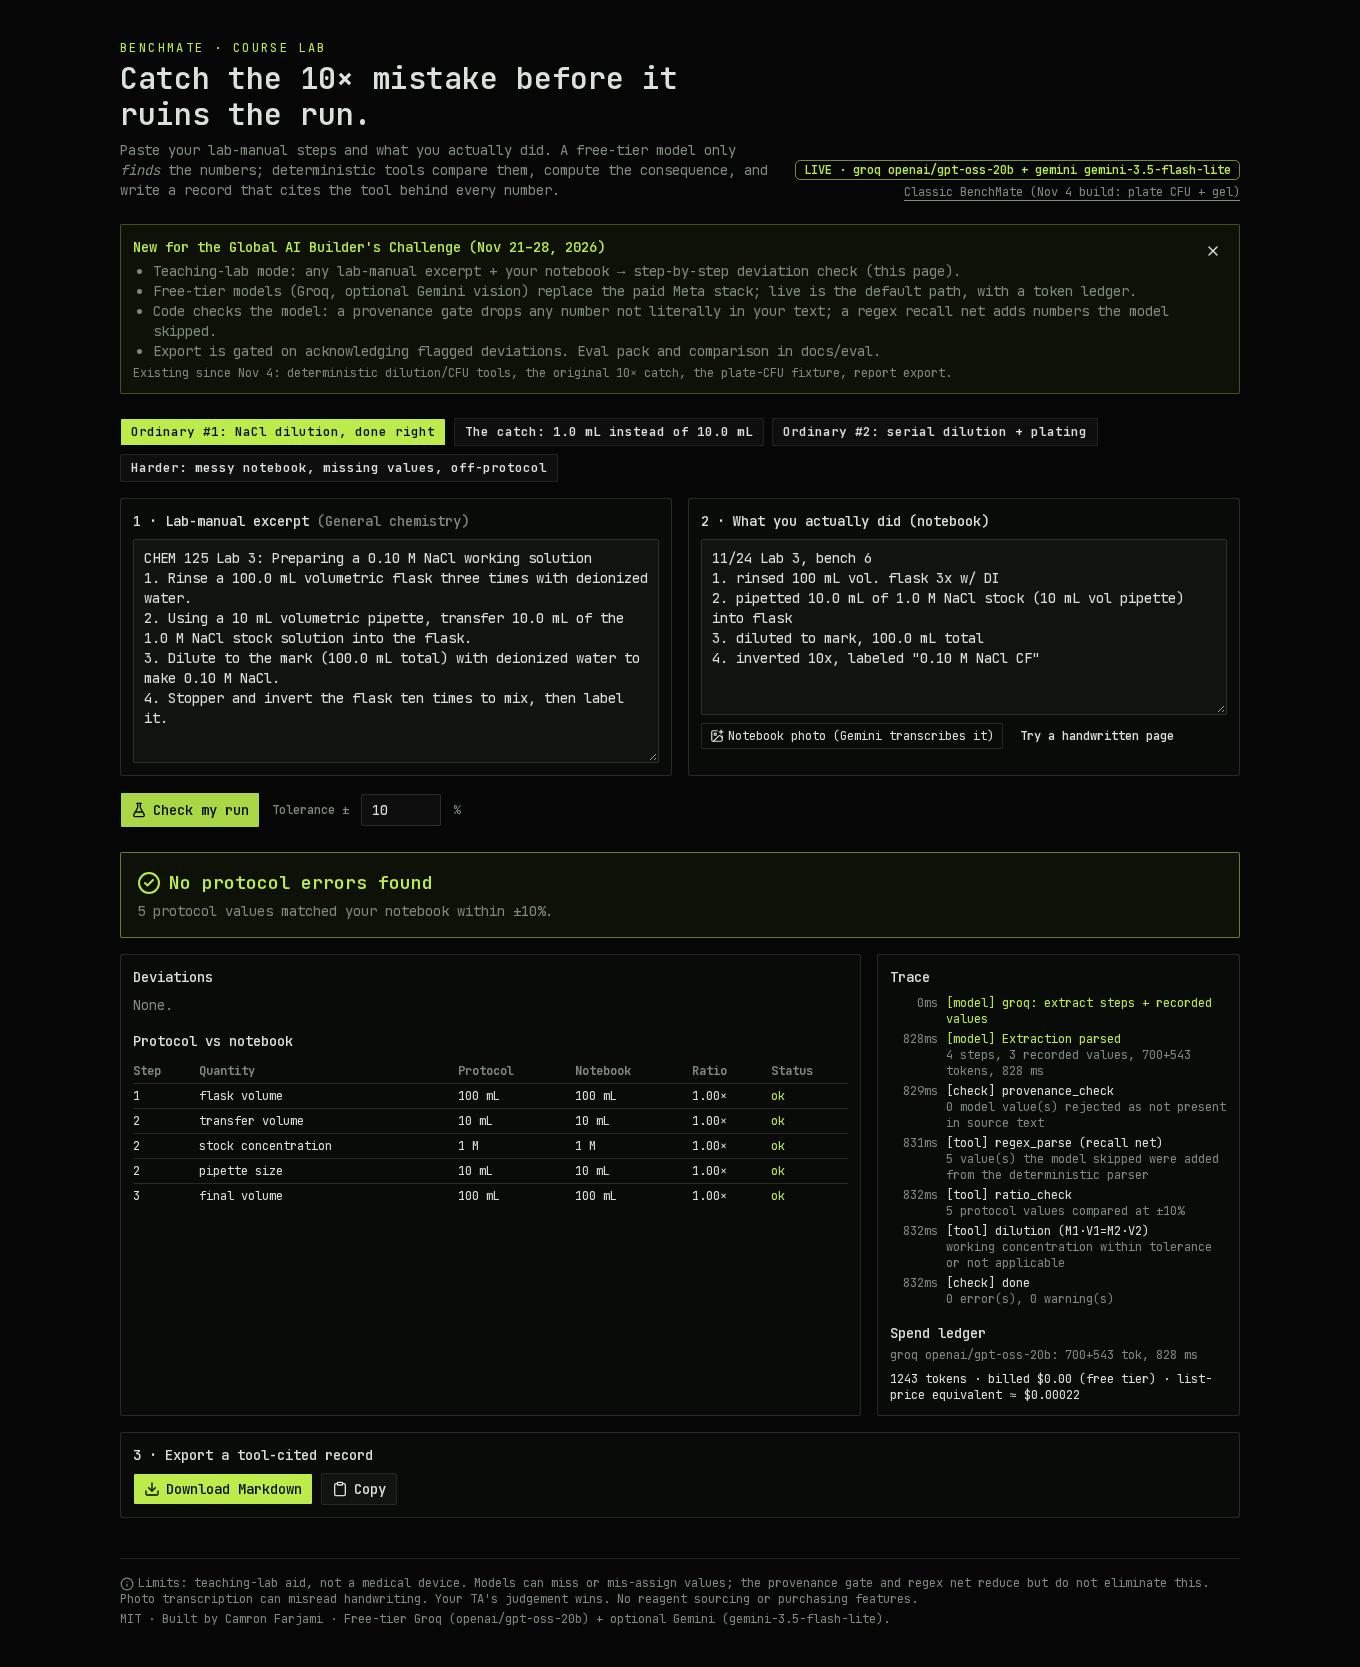 BENCHMATE · COURSE LAB
Catch the 10× mistake before it
ruins the run.
Paste your lab-manual steps and what you actually did. A free-tier model only
finds the numbers; deterministic tools compare them, compute the consequence, and
write a record that cites the tool behind every number.
LIVE · groq openai/gpt-oss-20b + gemini gemini-3.5-flash-lite
Classic BenchMate (Nov 4 build: plate CFU + gel)
New for the Global AI Builder's Challenge (Nov 21–28, 2026)
• Teaching-lab mode: any lab-manual excerpt + your notebook → step-by-step deviation check (this page).
• Free-tier models (Groq, optional Gemini vision) replace the paid Meta stack; live is the default path, with a token ledger.
• Code checks the model: a provenance gate drops any number not literally in your text; a regex recall net adds numbers the model
skipped.
• Export is gated on acknowledging flagged deviations. Eval pack and comparison in docs/eval.
Existing since Nov 4: deterministic dilution/CFU tools, the original 10× catch, the plate-CFU fixture, report export.
Ordinary #1: NaCl dilution, done right
The catch: 1.0 mL instead of 10.0 mL
Ordinary #2: serial dilution + plating
Harder: messy notebook, missing values, off-protocol
1 · Lab-manual excerpt (General chemistry)
CHEM 125 Lab 3: Preparing a 0.10 M NaCl working solution
1. Rinse a 100.0 mL volumetric flask three times with deionized
water.
2. Using a 10 mL volumetric pipette, transfer 10.0 mL of the
1.0 M NaCl stock solution into the flask.
3. Dilute to the mark (100.0 mL total) with deionized water to
make 0.10 M NaCl.
4. Stopper and invert the flask ten times to mix, then label
it.
2 · What you actually did (notebook)
11/24 Lab 3, bench 6
1. rinsed 100 mL vol. flask 3x w/ DI
2. pipetted 10.0 mL of 1.0 M NaCl stock (10 mL vol pipette)
into flask
3. diluted to mark, 100.0 mL total
4. inverted 10x, labeled "0.10 M NaCl CF"
Notebook photo (Gemini transcribes it)
Try a handwritten page
Check my run
Tolerance ± 10 %
No protocol errors found
5 protocol values matched your notebook within ±10%.
Deviations
None.
Protocol vs notebook
Step Quantity Protocol Notebook Ratio Status
1 flask volume 100 mL 100 mL 1.00× ok
2 transfer volume 10 mL 10 mL 1.00× ok
2 stock concentration 1 M 1 M 1.00× ok
2 pipette size 10 mL 10 mL 1.00× ok
3 final volume 100 mL 100 mL 1.00× ok
Trace
0ms [model] groq: extract steps + recorded
values
828ms [model] Extraction parsed
4 steps, 3 recorded values, 700+543
tokens, 828 ms
829ms [check] provenance_check
0 model value(s) rejected as not present
in source text
831ms [tool] regex_parse (recall net)
5 value(s) the model skipped were added
from the deterministic parser
832ms [tool] ratio_check
5 protocol values compared at ±10%
832ms [tool] dilution (M1·V1=M2·V2)
working concentration within tolerance
or not applicable
832ms [check] done
0 error(s), 0 warning(s)
Spend ledger
groq openai/gpt-oss-20b: 700+543 tok, 828 ms
1243 tokens · billed $0.00 (free tier) · list-
price equivalent ≈ $0.00022
3 · Export a tool-cited record
Download Markdown
Copy
Limits: teaching-lab aid, not a medical device. Models can miss or mis-assign values; the provenance gate and regex net reduce but do not eliminate this.
Photo transcription can misread handwriting. Your TA's judgement wins. No reagent sourcing or purchasing features.
MIT · Built by Camron Farjami · Free-tier Groq (openai/gpt-oss-20b) + optional Gemini (gemini-3.5-flash-lite).